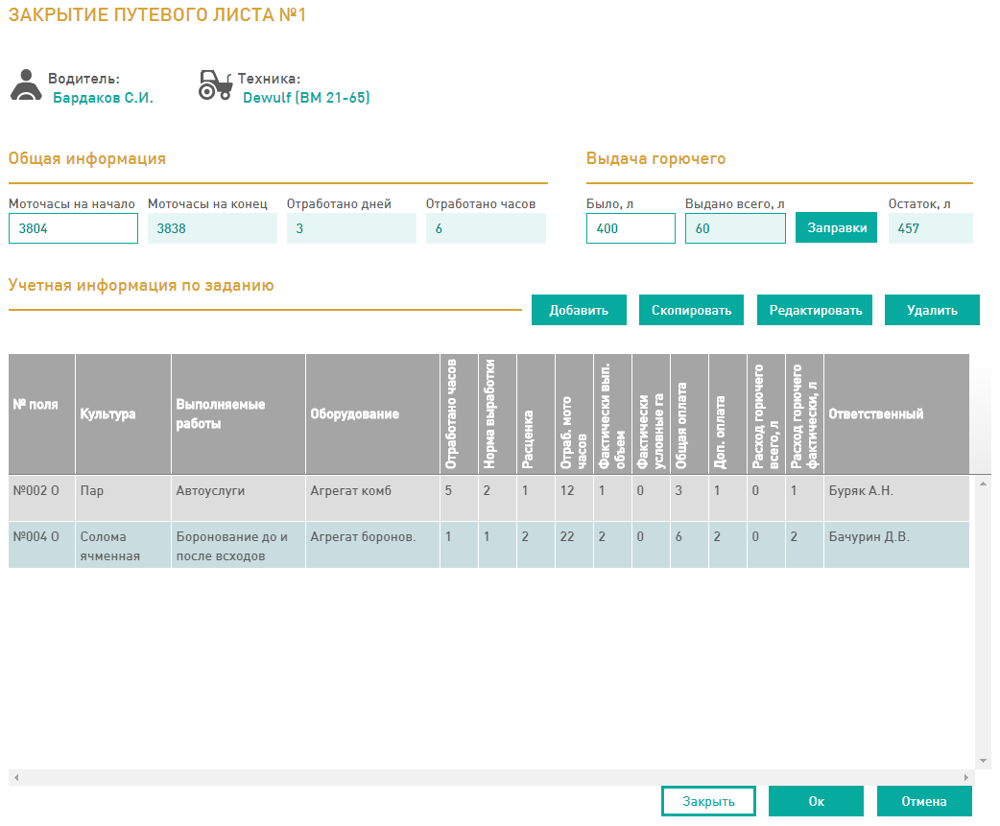 ЗАКРЫТИЕ ПУТЕВОГО ЛИСТА №1
Водитель:
Бардаков С.И.
Техника:
Dewulf (ВМ 21-65)
Общая информация
Моточасы на начало
3804
Моточасы на конец
3838
Отработано дней
3
Отработано часов
6
Выдача горючего
Было, л
400
Выдано всего, л
60
Заправки
Остаток, л
457
Учетная информация по заданию
Добавить
Скопировать
Редактировать
Удалить
№ поля
Культура
Выполняемые
работы
Оборудование
Отработано часов
Норма выработки
Расценка
Отраб. мото
часов
Фактически вып.
объем
Фактически
условные га
Общая оплата
Доп. оплата
Расход горючего
всего, л
Расход горючего
фактически, л
Ответственный
№002 О Пар Автоуслуги Агрегат комб 5 2 1 12 1 0 3 1 0 1 Буряк А.Н.
№004 О Солома Боронование до и Агрегат боронов. 1 1 2 22 2 0 6 2 0 2 Бачурин Д.В.
ячменная после всходов
Закрыть
Ок
Отмена